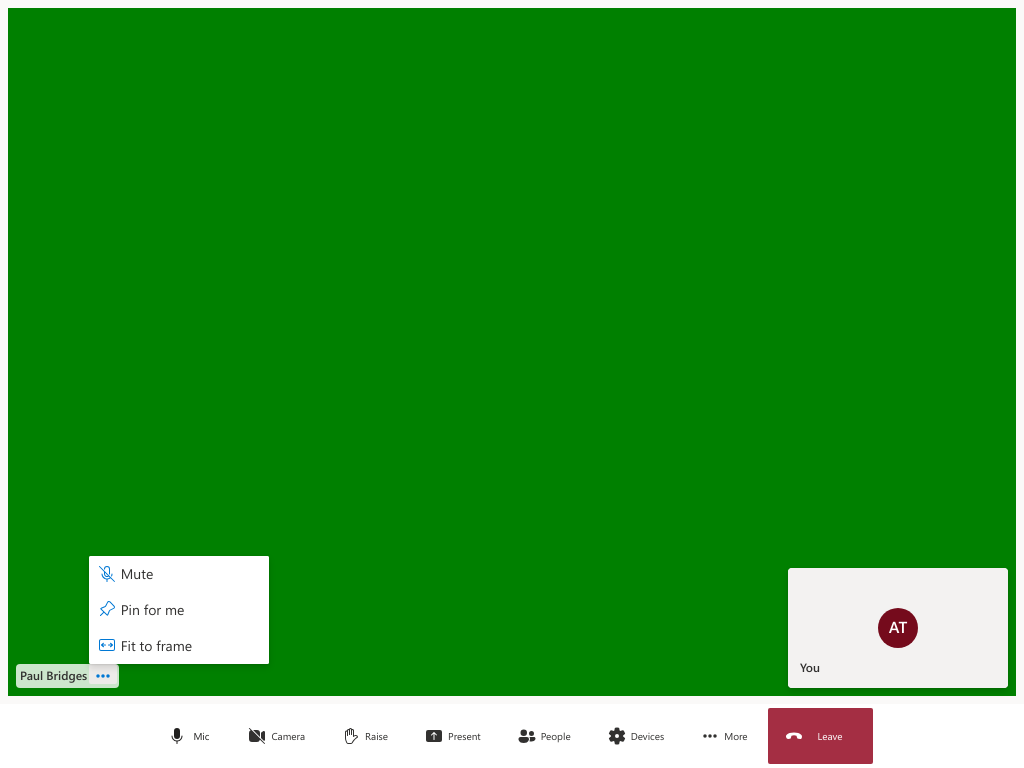 Mute
Pin for me
Fit to frame
Paul Bridges
AT
You
Mic Camera Raise Present People Devices More Leave